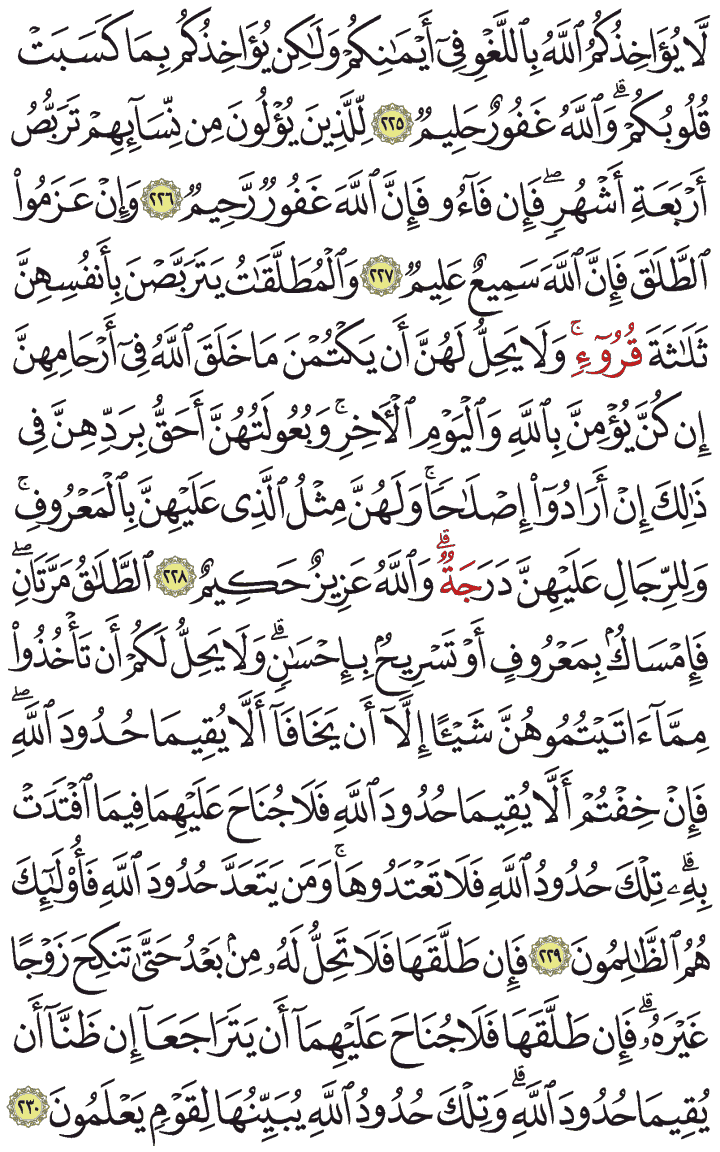 لَّا يُؤَاخِذُكُمُ ٱللَّهُ بِٱللَّغْوِ فِىٓ أَيْمَٰنِكُمْ وَلَٰكِن يُؤَاخِذُكُم بِمَا كَسَبَتْ
قُلُوبُكُمْ ۗ وَٱللَّهُ غَفُورٌ حَلِيمٌ ٢٢٥ لِّلَّذِينَ يُؤْلُونَ مِن نِّسَآئِهِمْ تَرَبُّصُ
أَرْبَعَةِ أَشْهُرٍ ۖ فَإِن فَآءُو فَإِنَّ ٱللَّهَ غَفُورٌ رَّحِيمٌ ٢٢٦ وَإِنْ عَزَمُوا۟
ٱلطَّلَٰقَ فَإِنَّ ٱللَّهَ سَمِيعٌ عَلِيمٌ ٢٢٧ وَٱلْمُطَلَّقَٰتُ يَتَرَبَّصْنَ بِأَنفُسِهِنَّ
ثَلَٰثَةَ قُرُوٓءٍ ۚ وَلَا يَحِلُّ لَهُنَّ أَن يَكْتُمْنَ مَا خَلَقَ ٱللَّهُ فِىٓ أَرْحَامِهِنَّ
إِن كُنَّ يُؤْمِنَّ بِٱللَّهِ وَٱلْيَوْمِ ٱلْءَاخِرِ ۚ وَبُعُولَتُهُنَّ أَحَقُّ بِرَدِّهِنَّ فِى
ذَٰلِكَ إِنْ أَرَادُوٓا۟ إِصْلَٰحًا ۚ وَلَهُنَّ مِثْلُ ٱلَّذِى عَلَيْهِنَّ بِٱلْمَعْرُوفِ ۚ
وَلِلرِّجَالِ عَلَيْهِنَّ دَرَجَةٌ ۗ وَٱللَّهُ عَزِيزٌ حَكِيمٌ ٢٢٨ ٱلطَّلَٰقُ مَرَّتَانِ ۖ
فَإِمْسَاكٌۢ بِمَعْرُوفٍ أَوْ تَسْرِيحٌۢ بِإِحْسَٰنٍ ۗ وَلَا يَحِلُّ لَكُمْ أَن تَأْخُذُوا۟
مِمَّآ ءَاتَيْتُمُوهُنَّ شَيْـًٔا إِلَّآ أَن يَخَافَآ أَلَّا يُقِيمَا حُدُودَ ٱللَّهِ ۖ
فَإِنْ خِفْتُمْ أَلَّا يُقِيمَا حُدُودَ ٱللَّهِ فَلَا جُنَاحَ عَلَيْهِمَا فِيمَا ٱفْتَدَتْ
بِهِۦ ۗ تِلْكَ حُدُودُ ٱللَّهِ فَلَا تَعْتَدُوهَا ۚ وَمَن يَتَعَدَّ حُدُودَ ٱللَّهِ فَأُو۟لَٰٓئِكَ
هُمُ ٱلظَّٰلِمُونَ ٢٢٩ فَإِن طَلَّقَهَا فَلَا تَحِلُّ لَهُۥ مِنۢ بَعْدُ حَتَّىٰ تَنكِحَ زَوْجًا
غَيْرَهُۥ ۗ فَإِن طَلَّقَهَا فَلَا جُنَاحَ عَلَيْهِمَآ أَن يَتَرَاجَعَآ إِن ظَنَّآ أَن
يُقِيمَا حُدُودَ ٱللَّهِ ۗ وَتِلْكَ حُدُودُ ٱللَّهِ يُبَيِّنُهَا لِقَوْمٍ يَعْلَمُونَ ٢٣٠